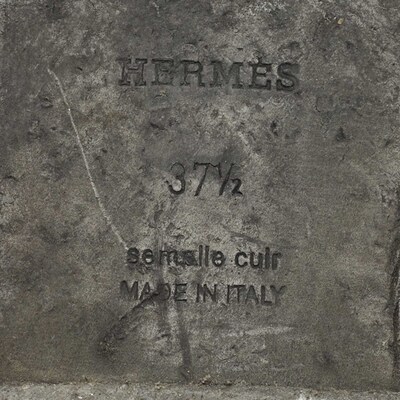 HERMÈS
37½
semelle cuir
MADE IN ITALY